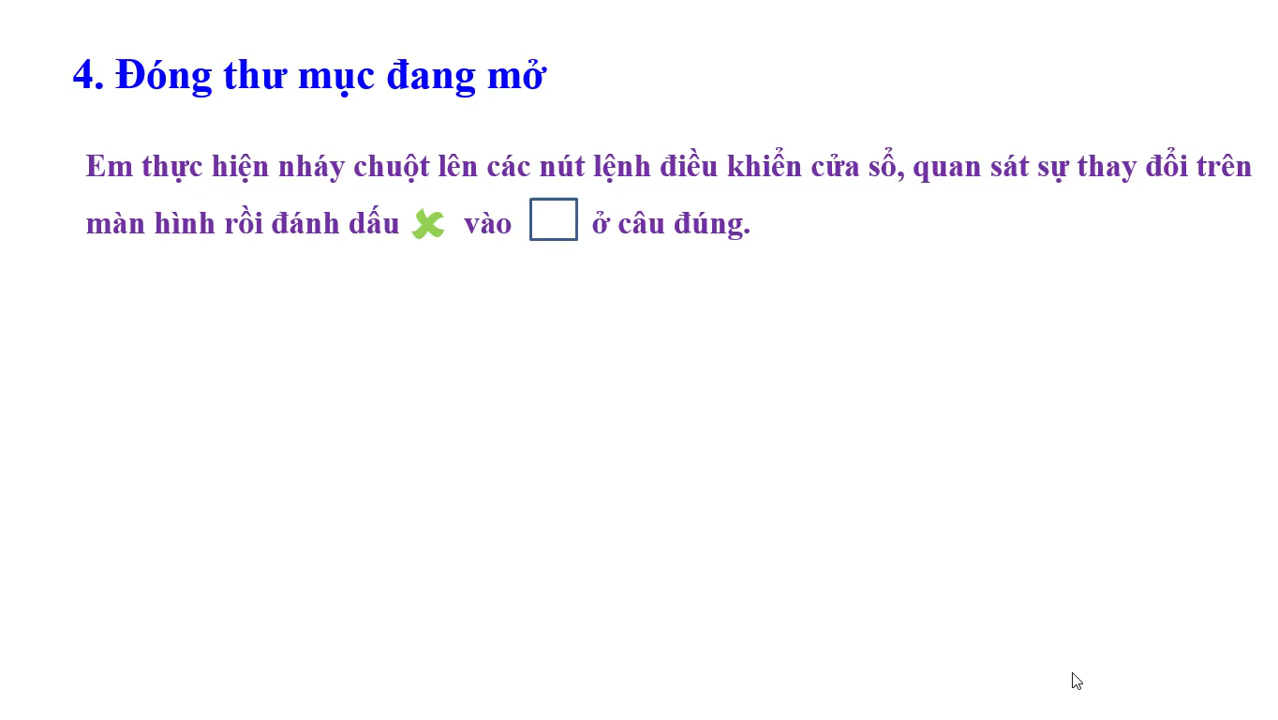 4. Đóng thư mục đang mở
Em thực hiện nháy chuột lên các nút lệnh điều khiển cửa sổ, quan sát sự thay đổi trên
màn hình rồi đánh dấu vào ở câu đúng.